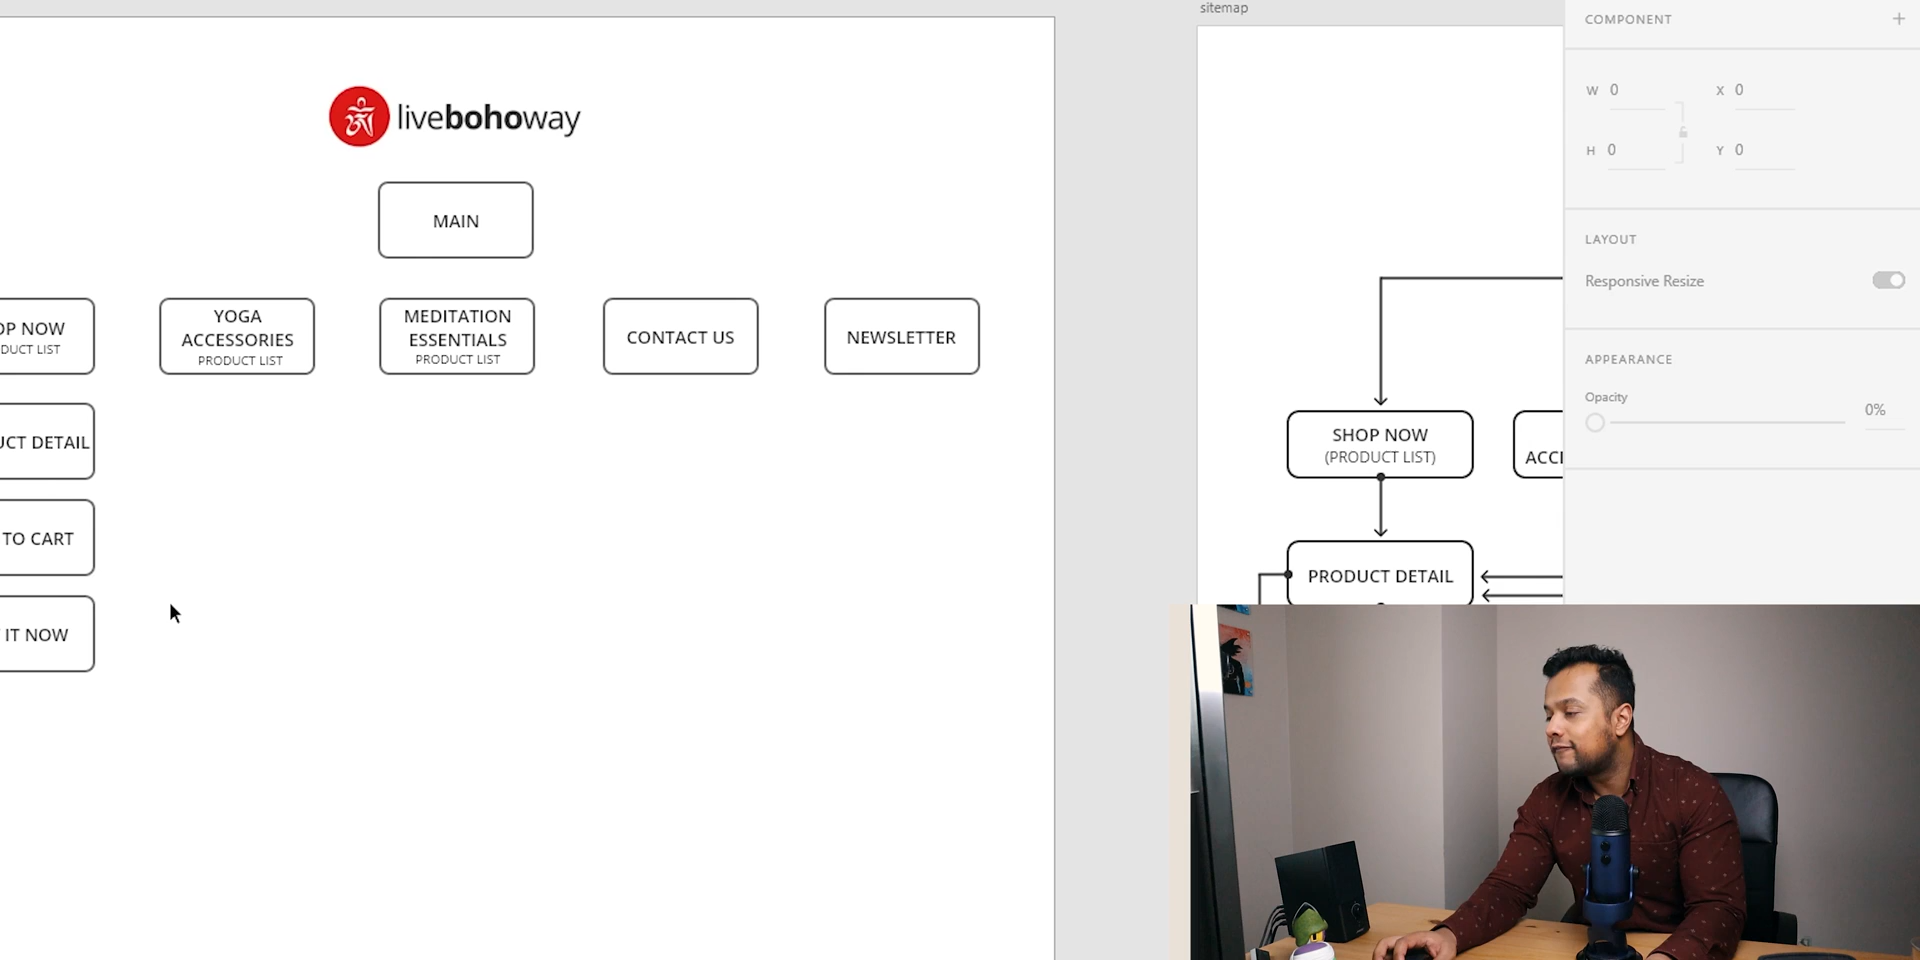 sitemap
COMPONENT
W 0
X 0
H 0
Y 0
LAYOUT
Responsive Resize
APPEARANCE
Opacity
0%
ॐ
livebohoway
MAIN
OP NOW
DUCT LIST
YOGA
ACCESSORIES
PRODUCT LIST
MEDITATION
ESSENTIALS
PRODUCT LIST
CONTACT US
NEWSLETTER
UCT DETAIL
TO CART
IT NOW
SHOP NOW
(PRODUCT LIST)
ACCE
PRODUCT DETAIL